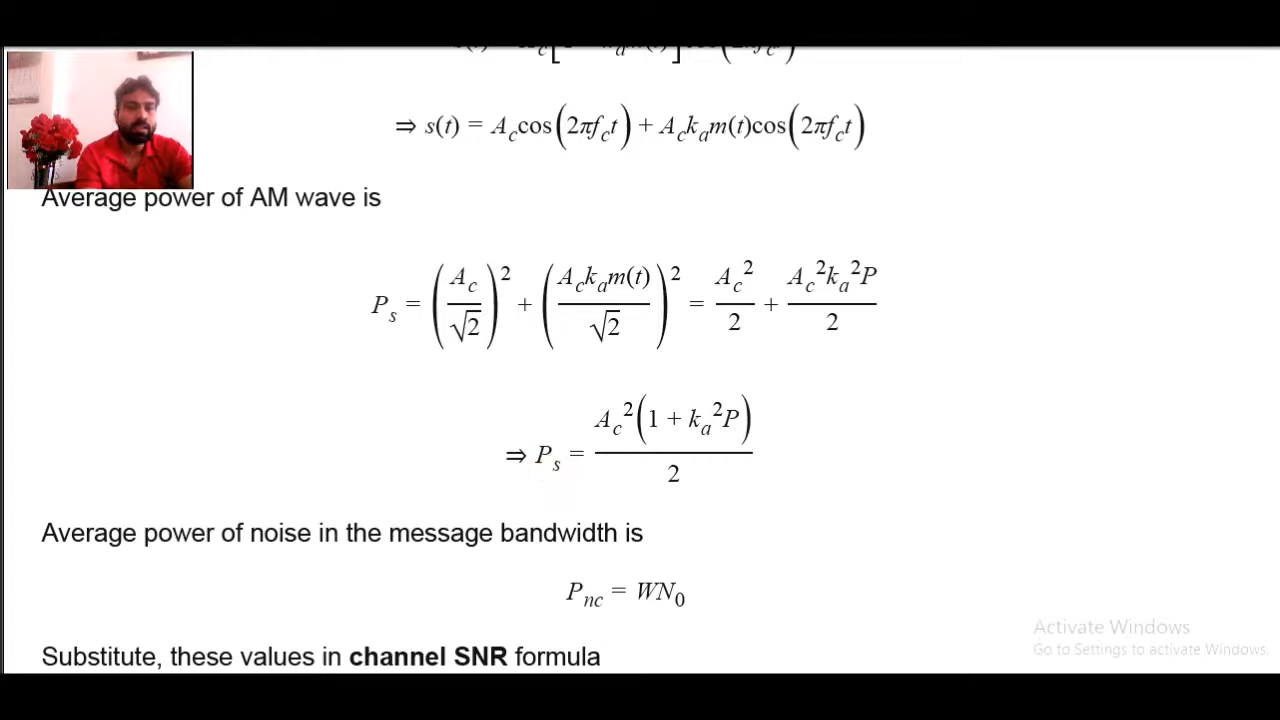 ⇒ s(t) = A_c cos(2πf_c t) + A_c k_a m(t)cos(2πf_c t)
Average power of AM wave is
P_s = (A_c/√2)^2 + (A_c k_a m(t)/√2)^2 = A_c^2/2 + A_c^2 k_a^2 P/2
⇒ P_s = A_c^2(1 + k_a^2 P)/2
Average power of noise in the message bandwidth is
P_nc = WN_0
Activate Windows
Go to Settings to activate Windows.
Substitute, these values in channel SNR formula